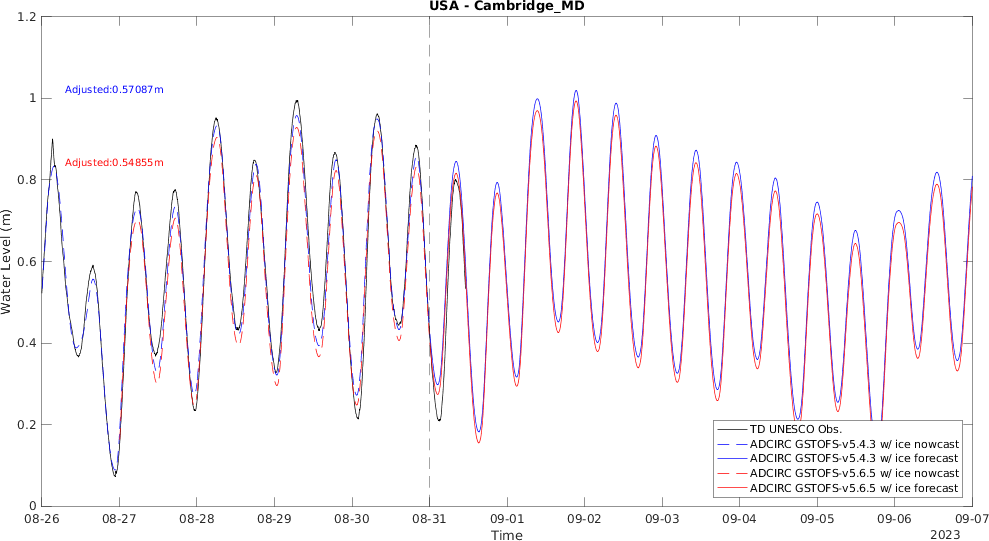 USA - Cambridge_MD
1.2
1
0.8
0.6
0.4
0.2
0
Water Level (m)
Adjusted:0.57087m
Adjusted:0.54855m
TD UNESCO Obs.
ADCIRC GSTOFS-v5.4.3 w/ ice nowcast
ADCIRC GSTOFS-v5.4.3 w/ ice forecast
ADCIRC GSTOFS-v5.6.5 w/ ice nowcast
ADCIRC GSTOFS-v5.6.5 w/ ice forecast
08-26 08-27 08-28 08-29 08-30 08-31 09-01 09-02 09-03 09-04 09-05 09-06 09-07
Time
2023